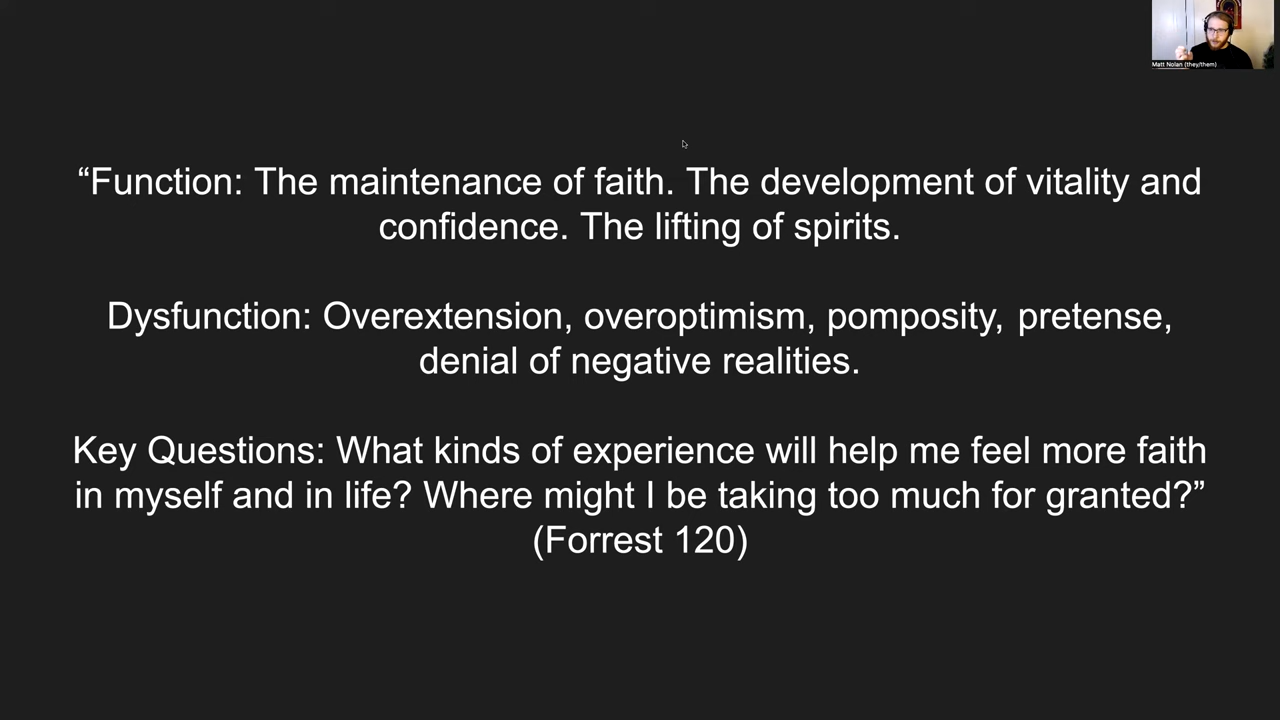 Matt Nolan (they/them)
“Function: The maintenance of faith. The development of vitality and
confidence. The lifting of spirits.
Dysfunction: Overextension, overoptimism, pomposity, pretense,
denial of negative realities.
Key Questions: What kinds of experience will help me feel more faith
in myself and in life? Where might I be taking too much for granted?”
(Forrest 120)